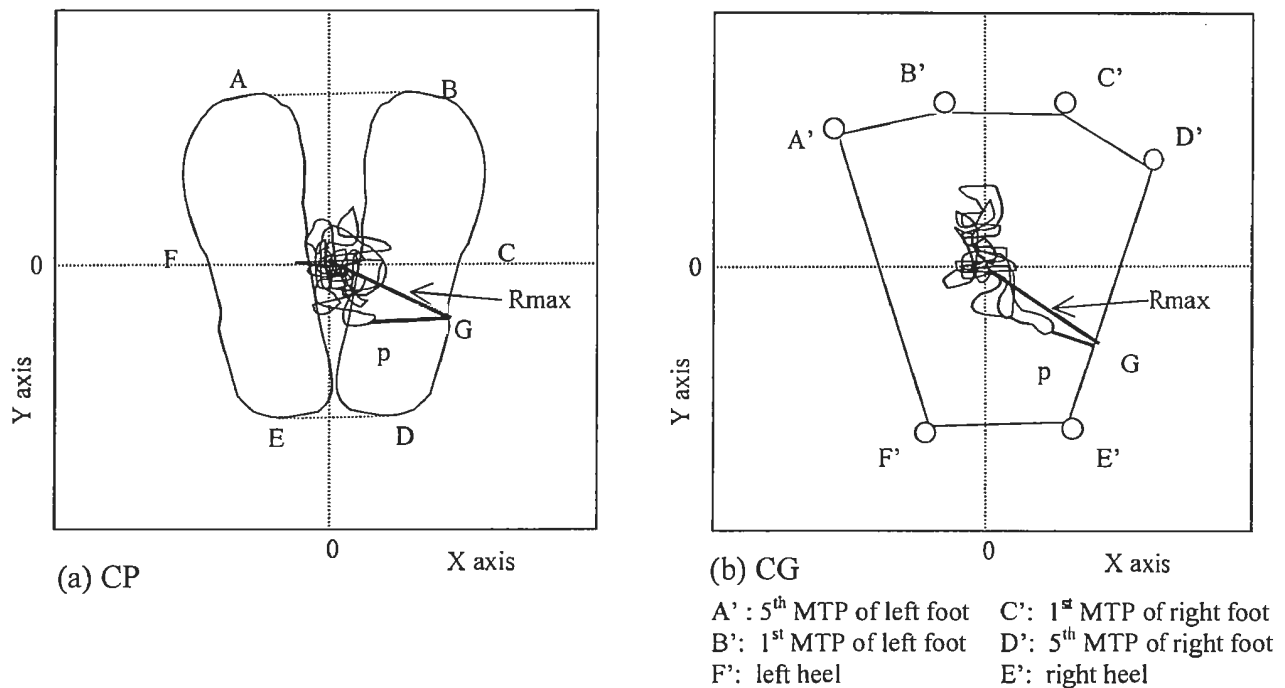 A
B
F
C
0
Rmax
G
p
Y axis
E
D
0
X axis
(a) CP
B’
C’
A’
D’
0
Rmax
G
p
Y axis
F’
E’
0
X axis
(b) CG
A’ : 5th MTP of left foot
C’: 1st MTP of right foot
B’: 1st MTP of left foot
D’: 5th MTP of right foot
F’: left heel
E’: right heel